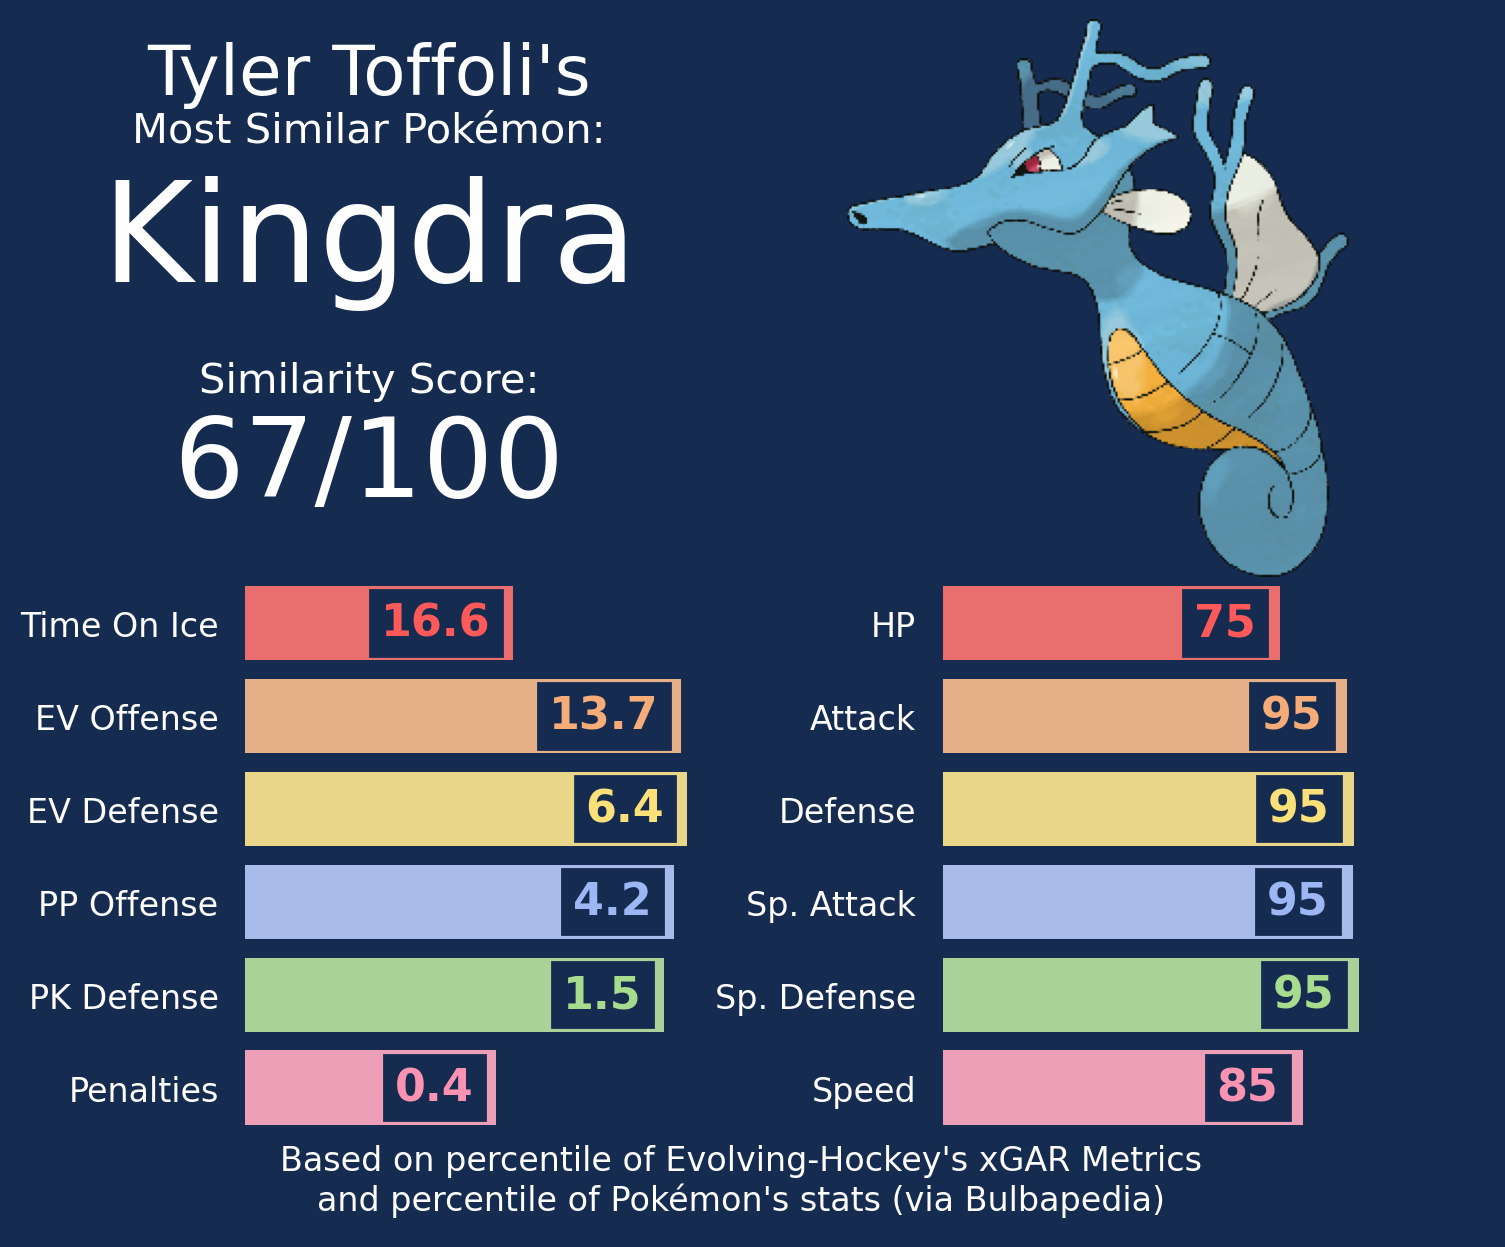 Tyler Toffoli's
Most Similar Pokémon:
Kingdra
Similarity Score:
67/100
Time On Ice 16.6
EV Offense 13.7
EV Defense 6.4
PP Offense 4.2
PK Defense 1.5
Penalties 0.4
HP 75
Attack 95
Defense 95
Sp. Attack 95
Sp. Defense 95
Speed 85
Based on percentile of Evolving-Hockey's xGAR Metrics
and percentile of Pokémon's stats (via Bulbapedia)